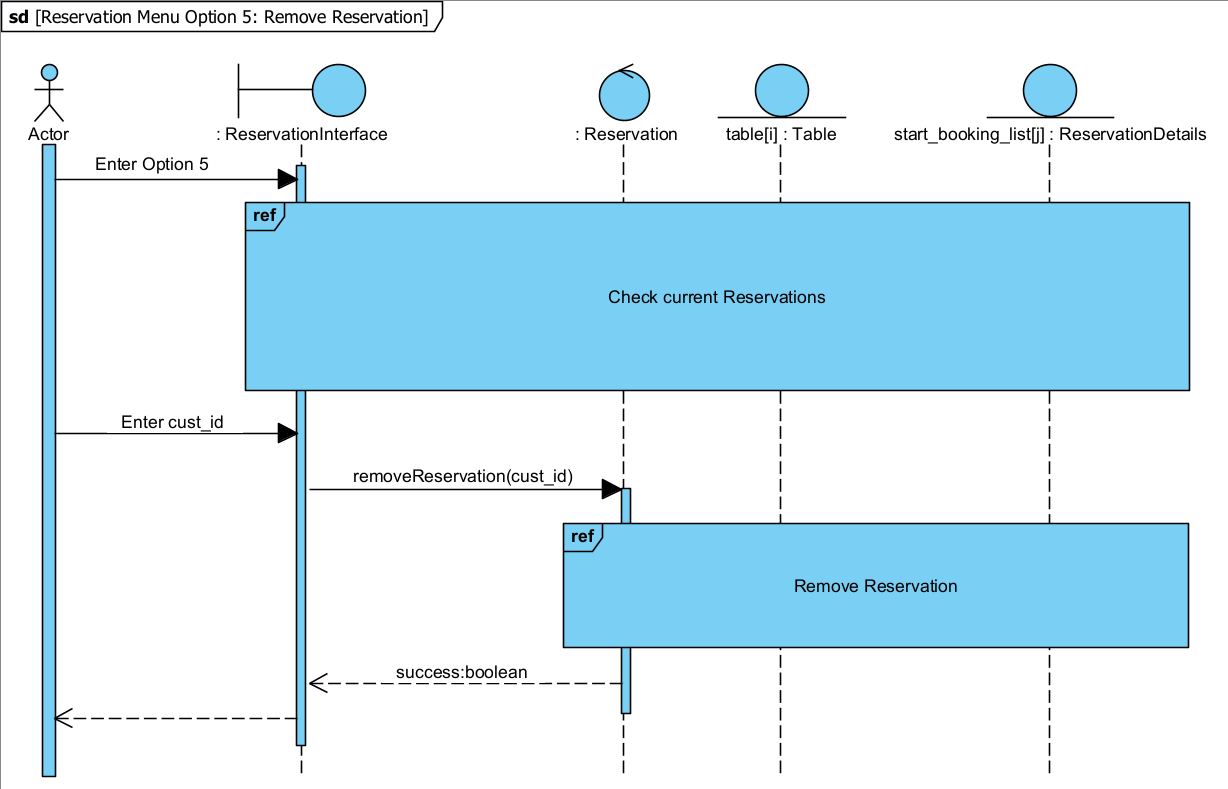 sd [Reservation Menu Option 5: Remove Reservation]
Actor
: ReservationInterface
: Reservation
table[i] : Table
start_booking_list[j] : ReservationDetails
Enter Option 5
ref
Check current Reservations
Enter cust_id
removeReservation(cust_id)
ref
Remove Reservation
success:boolean